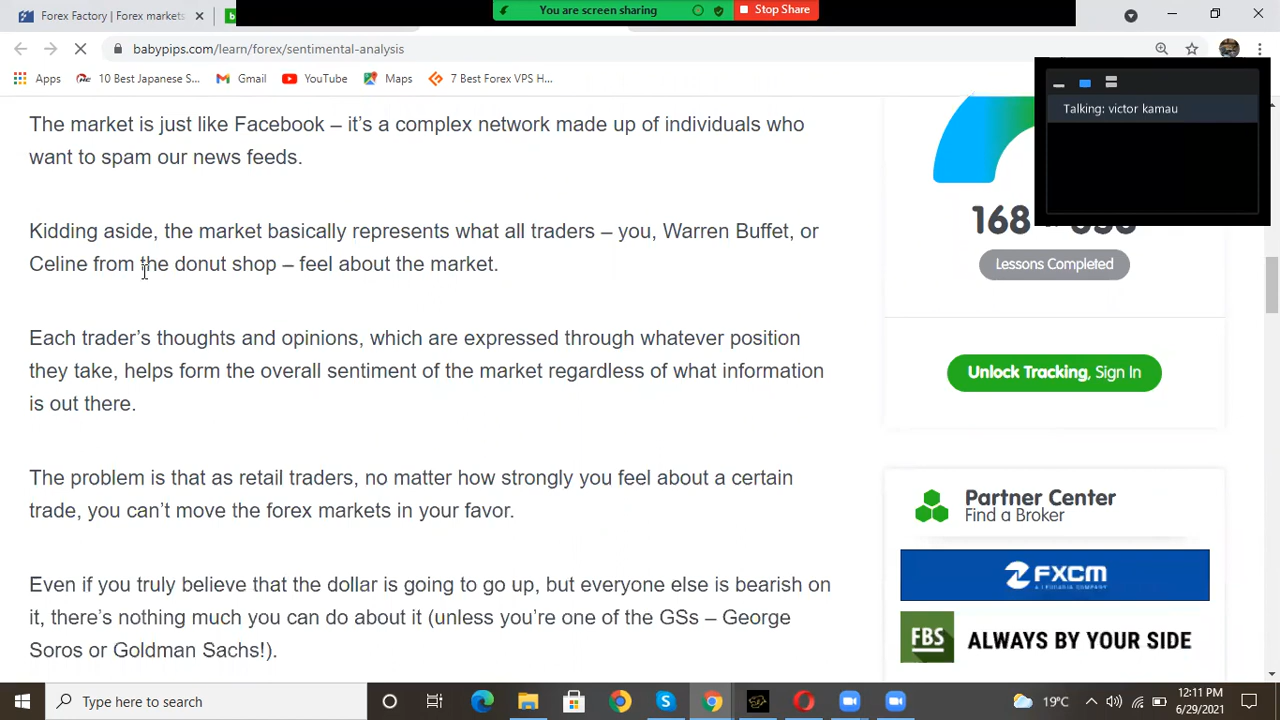 Forex Factory | Forex markets
You are screen sharing
Stop Share
babypips.com/learn/forex/sentimental-analysis
Apps
10 Best Japanese S...
Gmail
YouTube
Maps
7 Best Forex VPS H...
Talking: victor kamau
The market is just like Facebook – it's a complex network made up of individuals who
want to spam our news feeds.
Kidding aside, the market basically represents what all traders – you, Warren Buffet, or
Celine from the donut shop – feel about the market.
Each trader's thoughts and opinions, which are expressed through whatever position
they take, helps form the overall sentiment of the market regardless of what information
is out there.
The problem is that as retail traders, no matter how strongly you feel about a certain
trade, you can't move the forex markets in your favor.
Even if you truly believe that the dollar is going to go up, but everyone else is bearish on
it, there's nothing much you can do about it (unless you're one of the GSs – George
Soros or Goldman Sachs!).
168
Lessons Completed
Unlock Tracking, Sign In
Partner Center
Find a Broker
FXCM
FBS
ALWAYS BY YOUR SIDE
Type here to search
19°C
12:11 PM
6/29/2021